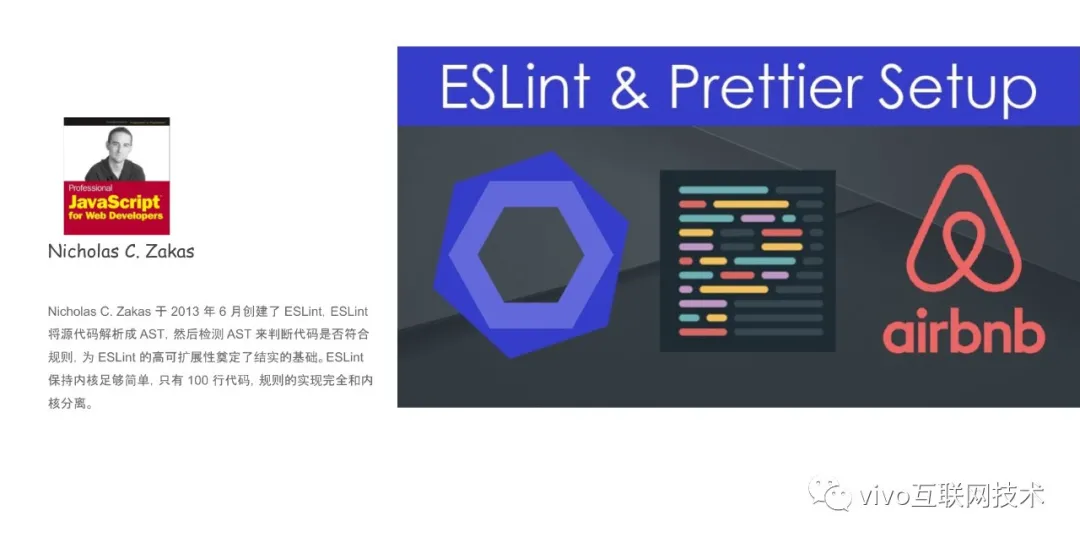 Professional
JavaScript
for Web Developers
Nicholas C. Zakas
Nicholas C. Zakas 于 2013 年 6 月创建了 ESLint, ESLint
将源代码解析成 AST, 然后检测 AST 来判断代码是否符合
规则, 为 ESLint 的高可扩展性奠定了结实的基础。ESLint
保持内核足够简单, 只有 100 行代码, 规则的实现完全和内
核分离。
ESLint & Prettier Setup
airbnb
vivo互联网技术